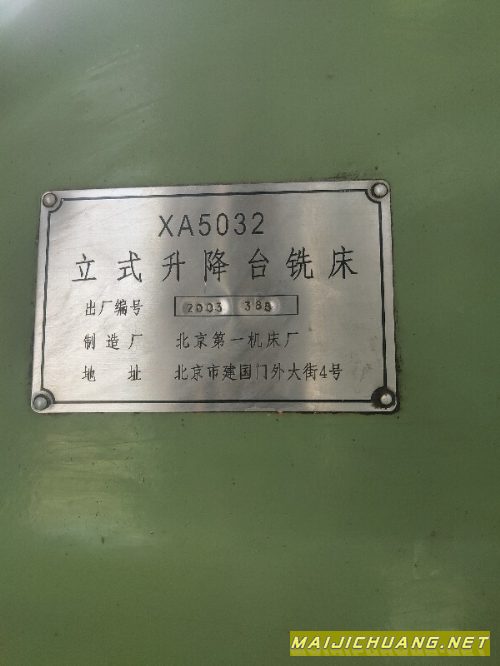 XA5032
立式升降台铣床
出厂编号 2003 388
制造厂 北京第一机床厂
地址 北京市建国门外大街4号
MAIJICHUANG.NET